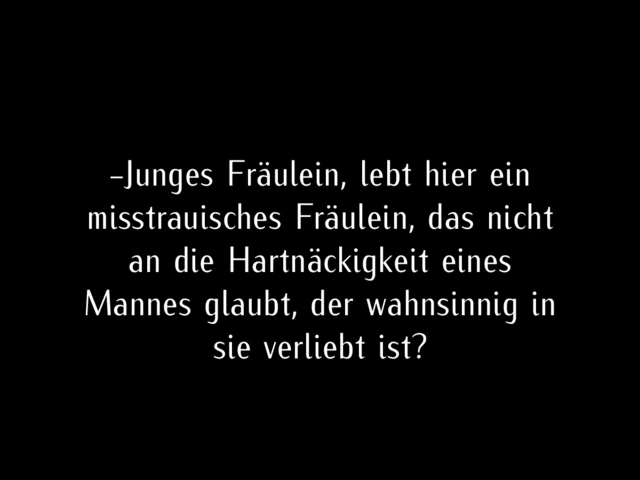 –Junges Fräulein, lebt hier ein
misstrauisches Fräulein, das nicht
an die Hartnäckigkeit eines
Mannes glaubt, der wahnsinnig in
sie verliebt ist?